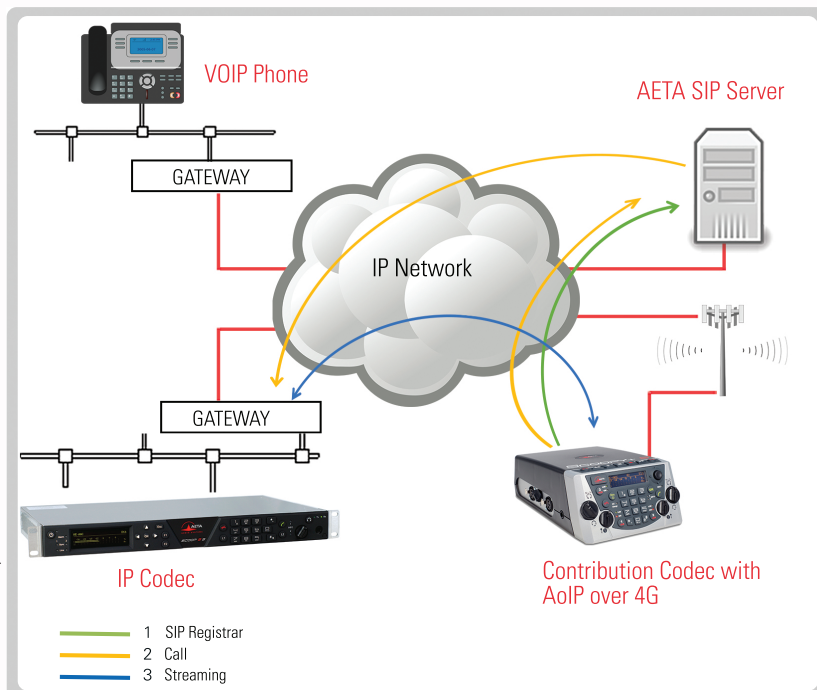 VOIP Phone
AETA SIP Server
GATEWAY
IP Network
GATEWAY
AETA
IP Codec
Contribution Codec with
AoIP over 4G
1 SIP Registrar
2 Call
3 Streaming